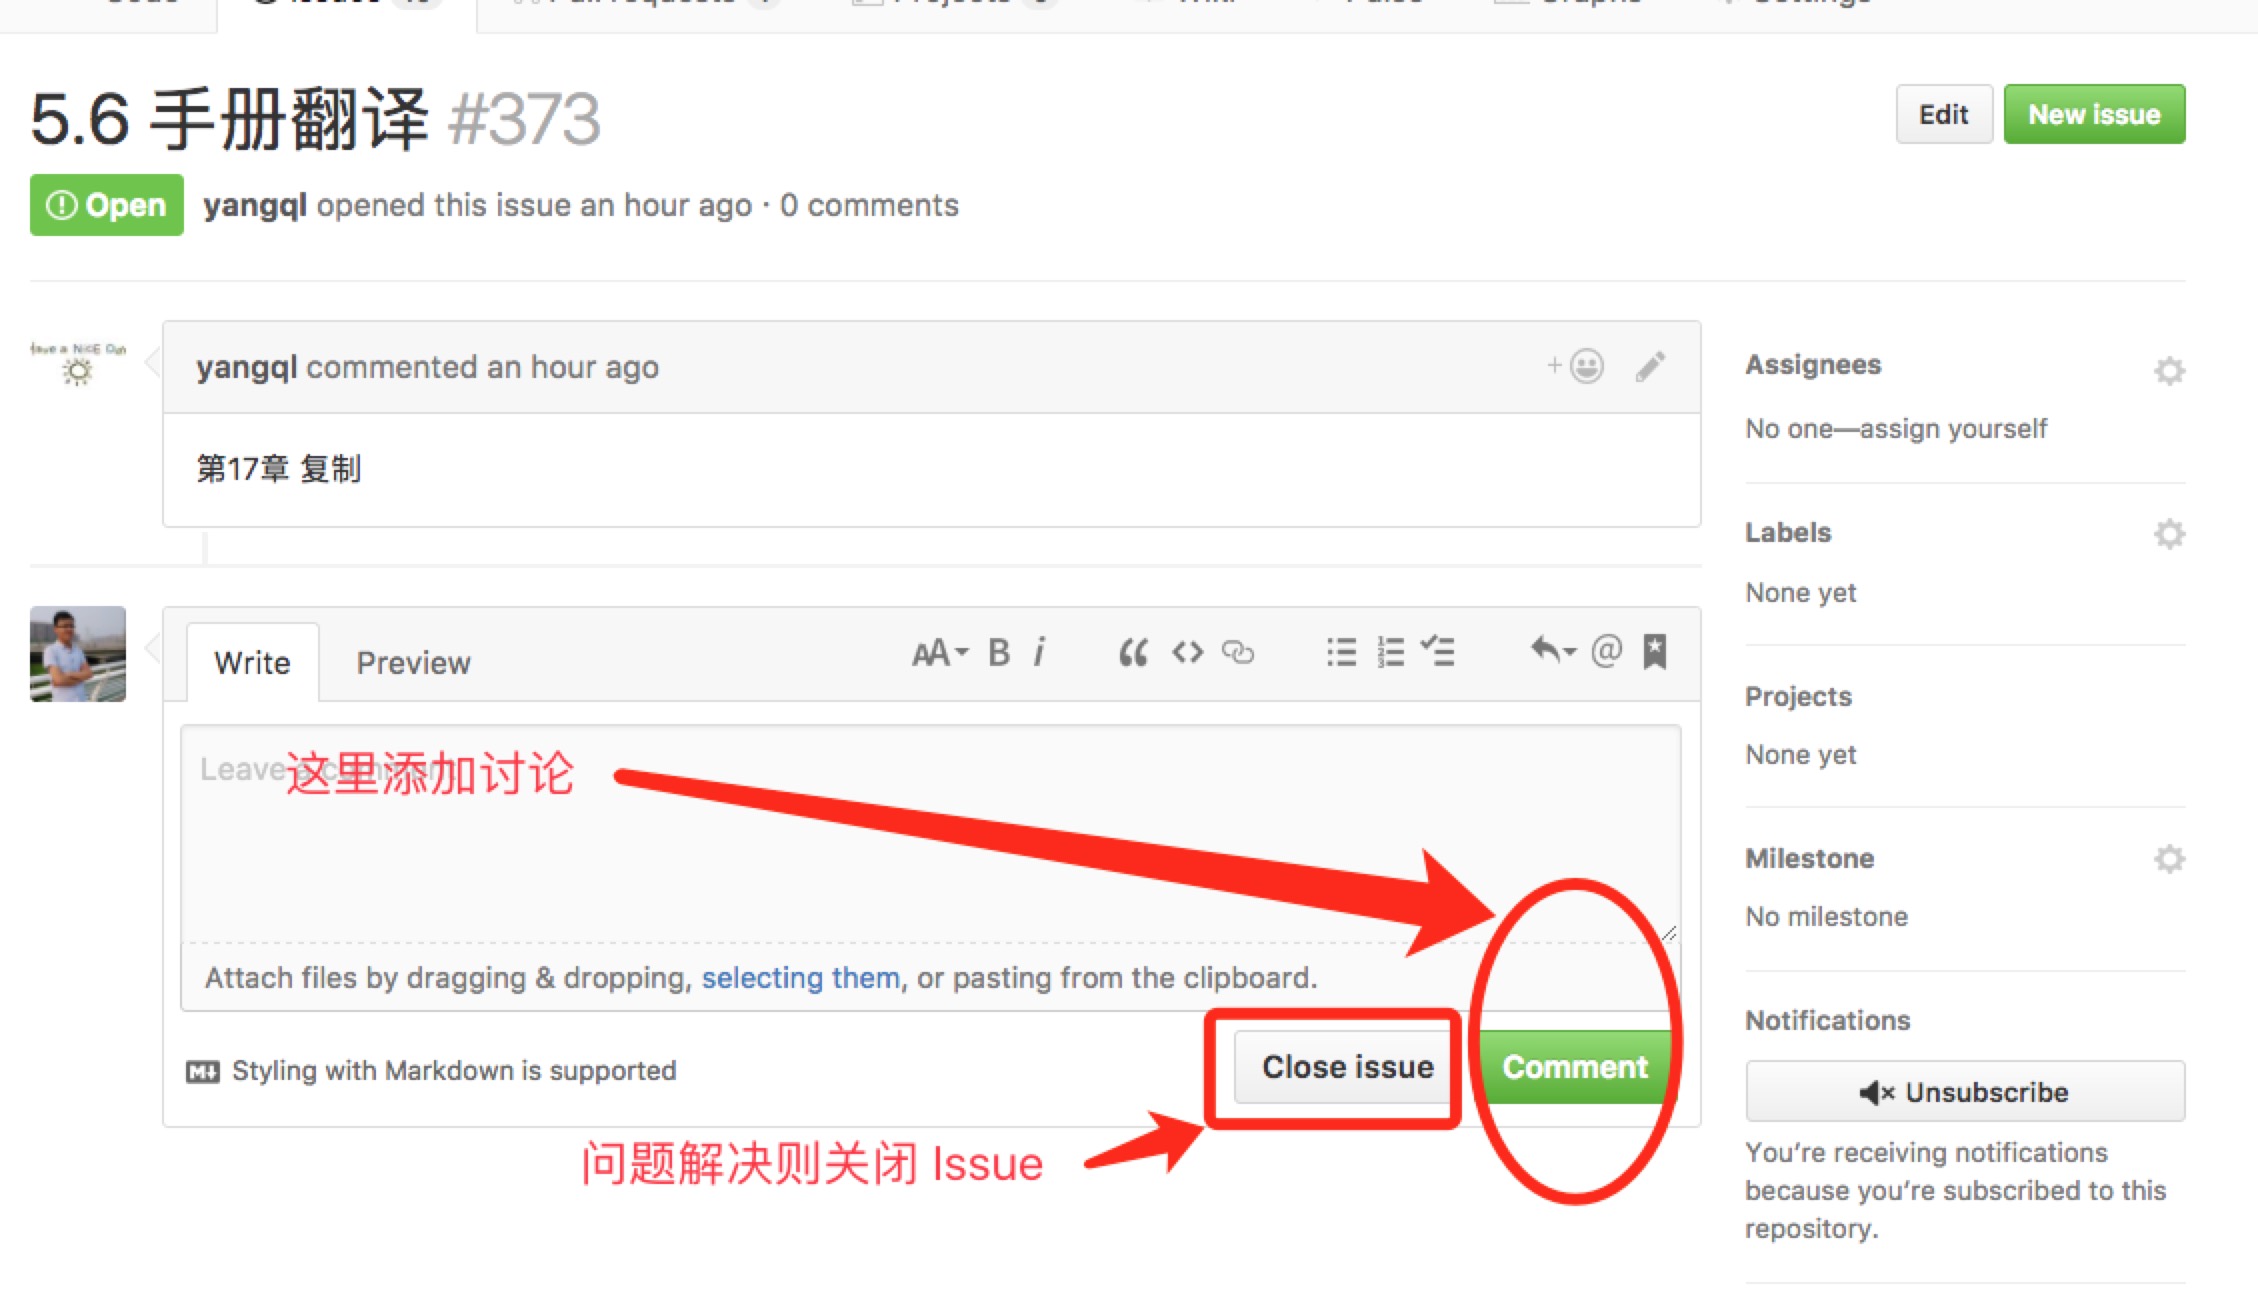 5.6 手册翻译 #373
Edit
New issue
Open
yangql opened this issue an hour ago · 0 comments
yangql commented an hour ago
第17章 复制
Write
Preview
AA B i
@
Leave a comment
这里添加讨论
Attach files by dragging & dropping, selecting them, or pasting from the clipboard.
Styling with Markdown is supported
Close issue
Comment
问题解决则关闭 Issue
Assignees
No one—assign yourself
Labels
None yet
Projects
None yet
Milestone
No milestone
Notifications
Unsubscribe
You’re receiving notifications
because you’re subscribed to this
repository.